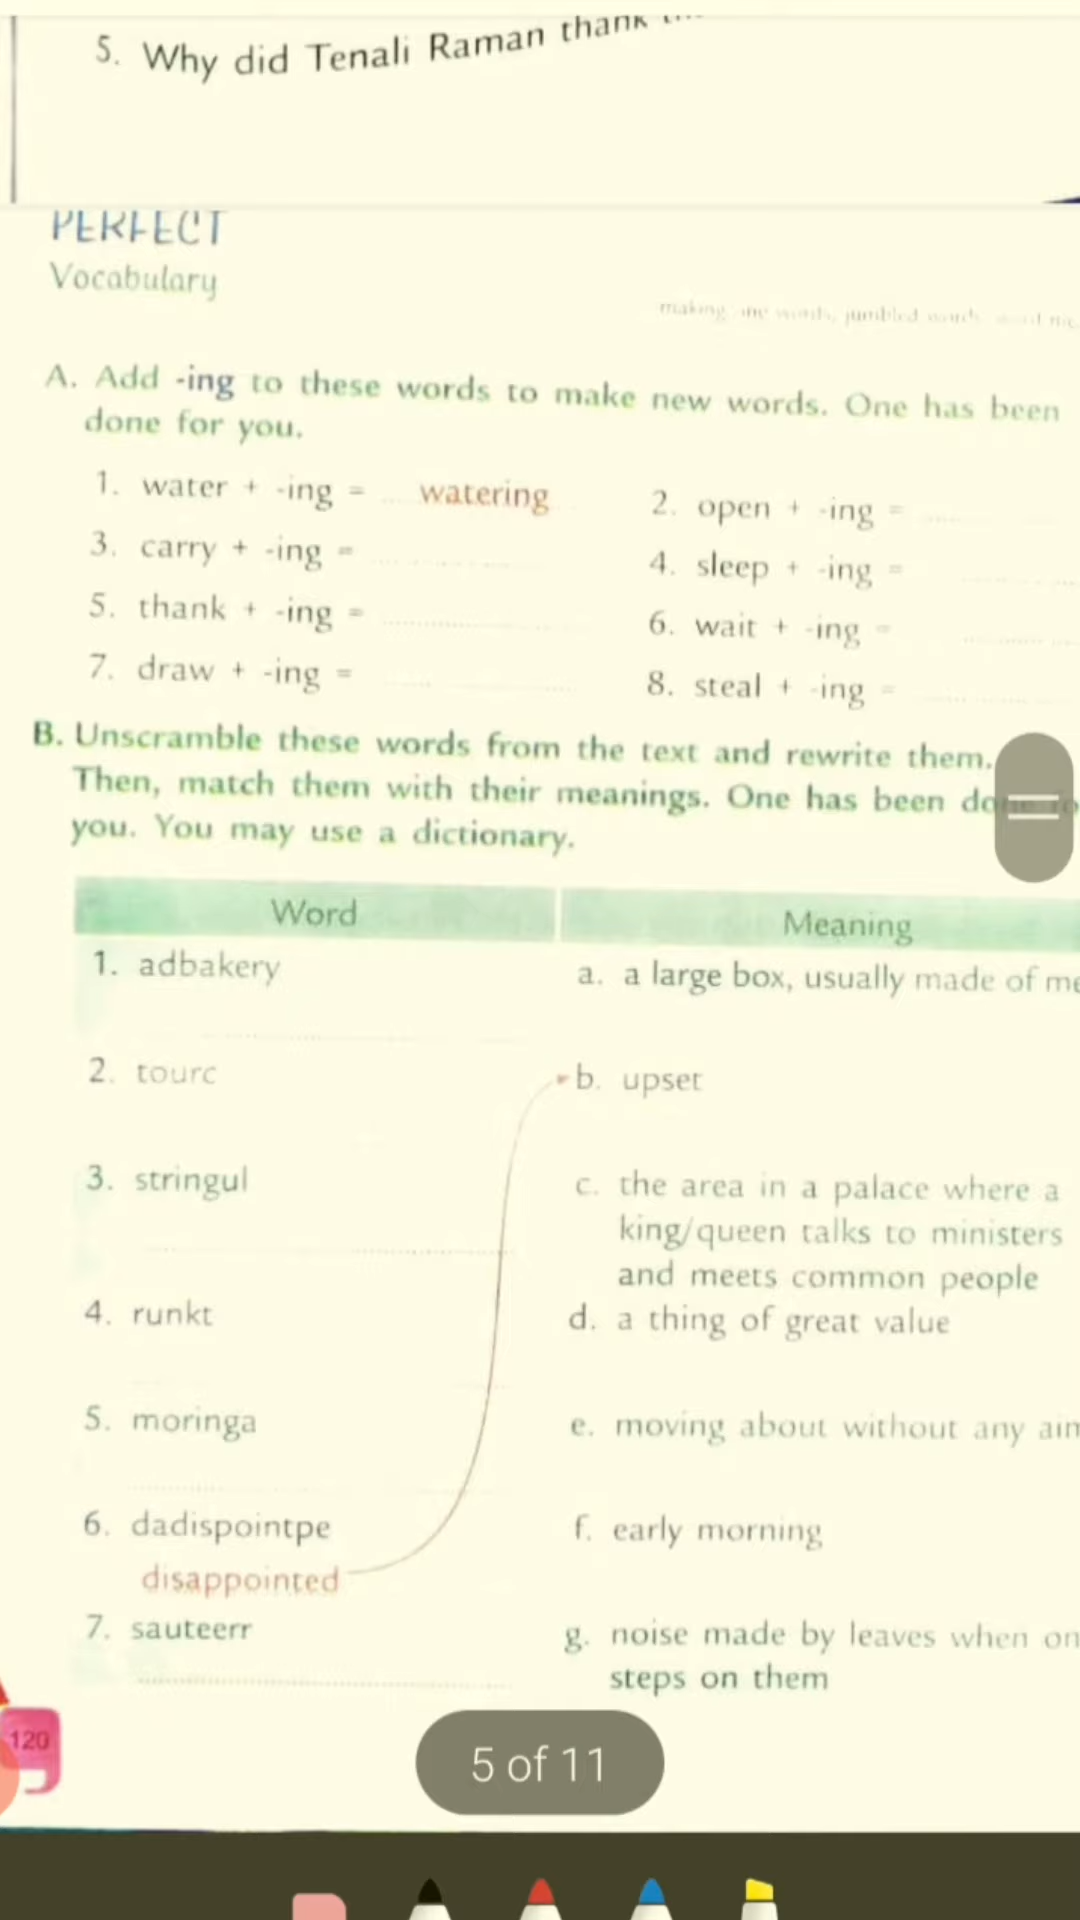 5. Why did Tenali Raman thank
PERFECT
Vocabulary
making words, jumbled words
A. Add -ing to these words to make new words. One has been
done for you.
1. water + -ing = watering
2. open + -ing =
3. carry + -ing =
4. sleep + -ing =
5. thank + -ing =
6. wait + -ing =
7. draw + -ing =
8. steal + -ing =
B. Unscramble these words from the text and rewrite them.
Then, match them with their meanings. One has been
you. You may use a dictionary.
Word
Meaning
1. adbakery
a. a large box, usually made of
2. tourc
b. upset
3. stringul
c. the area in a palace where a
king/queen talks to ministers
and meets common people
4. runkt
d. a thing of great value
5. moringa
e. moving about without any
6. dadispointpe
disappointed
f. early morning
7. sauteerr
g. noise made by leaves when
steps on them
120
5 of 11